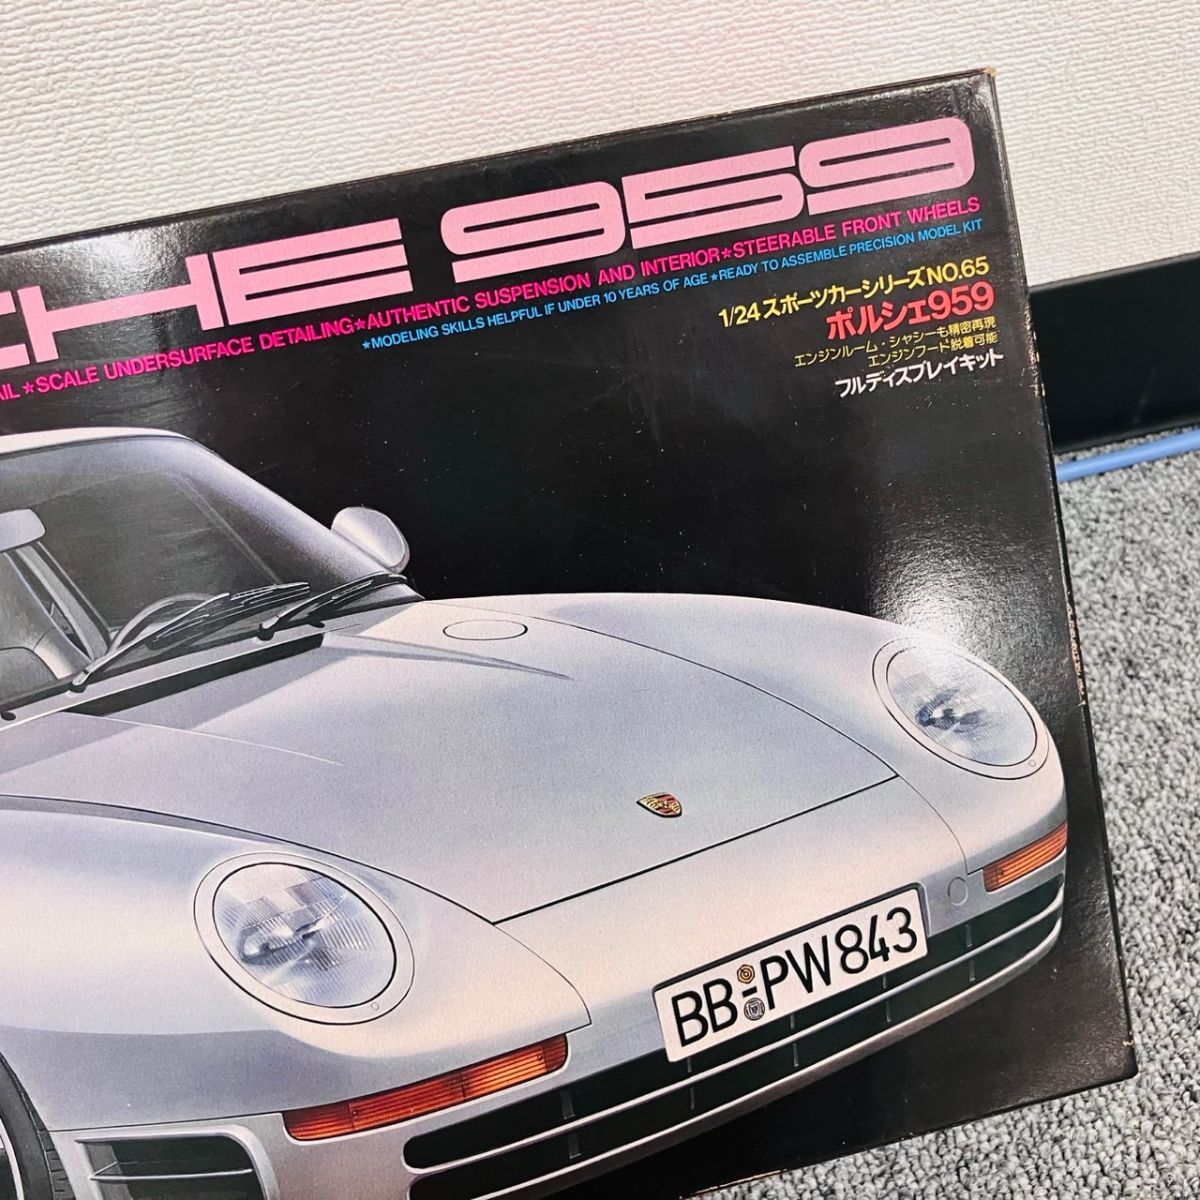 CHE 959
AIL★SCALE UNDERSURFACE DETAILING★AUTHENTIC SUSPENSION AND INTERIOR★STEERABLE FRONT WHEELS
★MODELING SKILLS HELPFUL IF UNDER 10 YEARS OF AGE★READY TO ASSEMBLE PRECISION MODEL KIT
1/24スポーツカーシリーズNO.65
ポルシェ959
エンジンルーム・シャシーも精密再現
エンジンフード脱着可能
フルディスプレイキット
BB-PW843